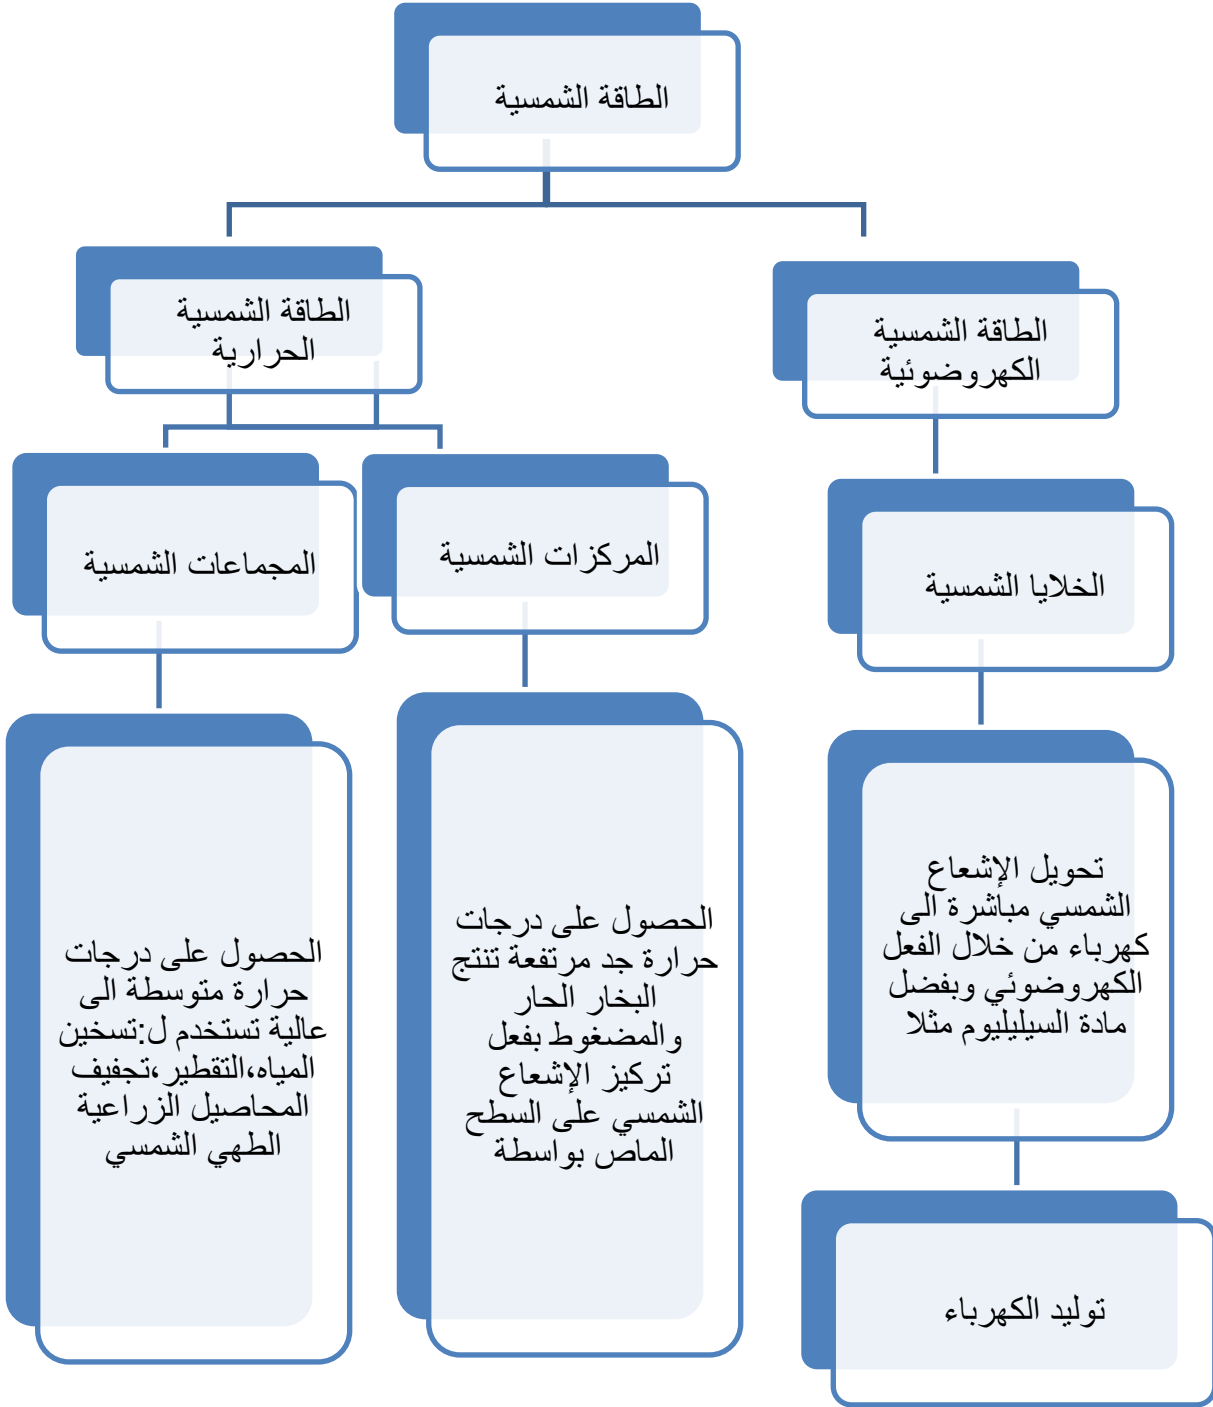 الطاقة الشمسية
الطاقة الشمسية
الكهروضوئية
الطاقة الشمسية
الحرارية
الخلايا الشمسية
المركزات الشمسية
المجماعات الشمسية
تحويل الإشعاع
الشمسي مباشرة الى
كهرباء من خلال الفعل
الكهروضوئي وبفضل
مادة السيليليوم مثلا
الحصول على درجات
حرارة جد مرتفعة تنتج
البخار الحار
والمضغوط بفعل
تركيز الإشعاع
الشمسي على السطح
الماص بواسطة
الحصول على درجات
حرارة متوسطة الى
عالية تستخدم ل:تسخين
المياه،التقطير،تجفيف
المحاصيل الزراعية
الطهي الشمسي
توليد الكهرباء